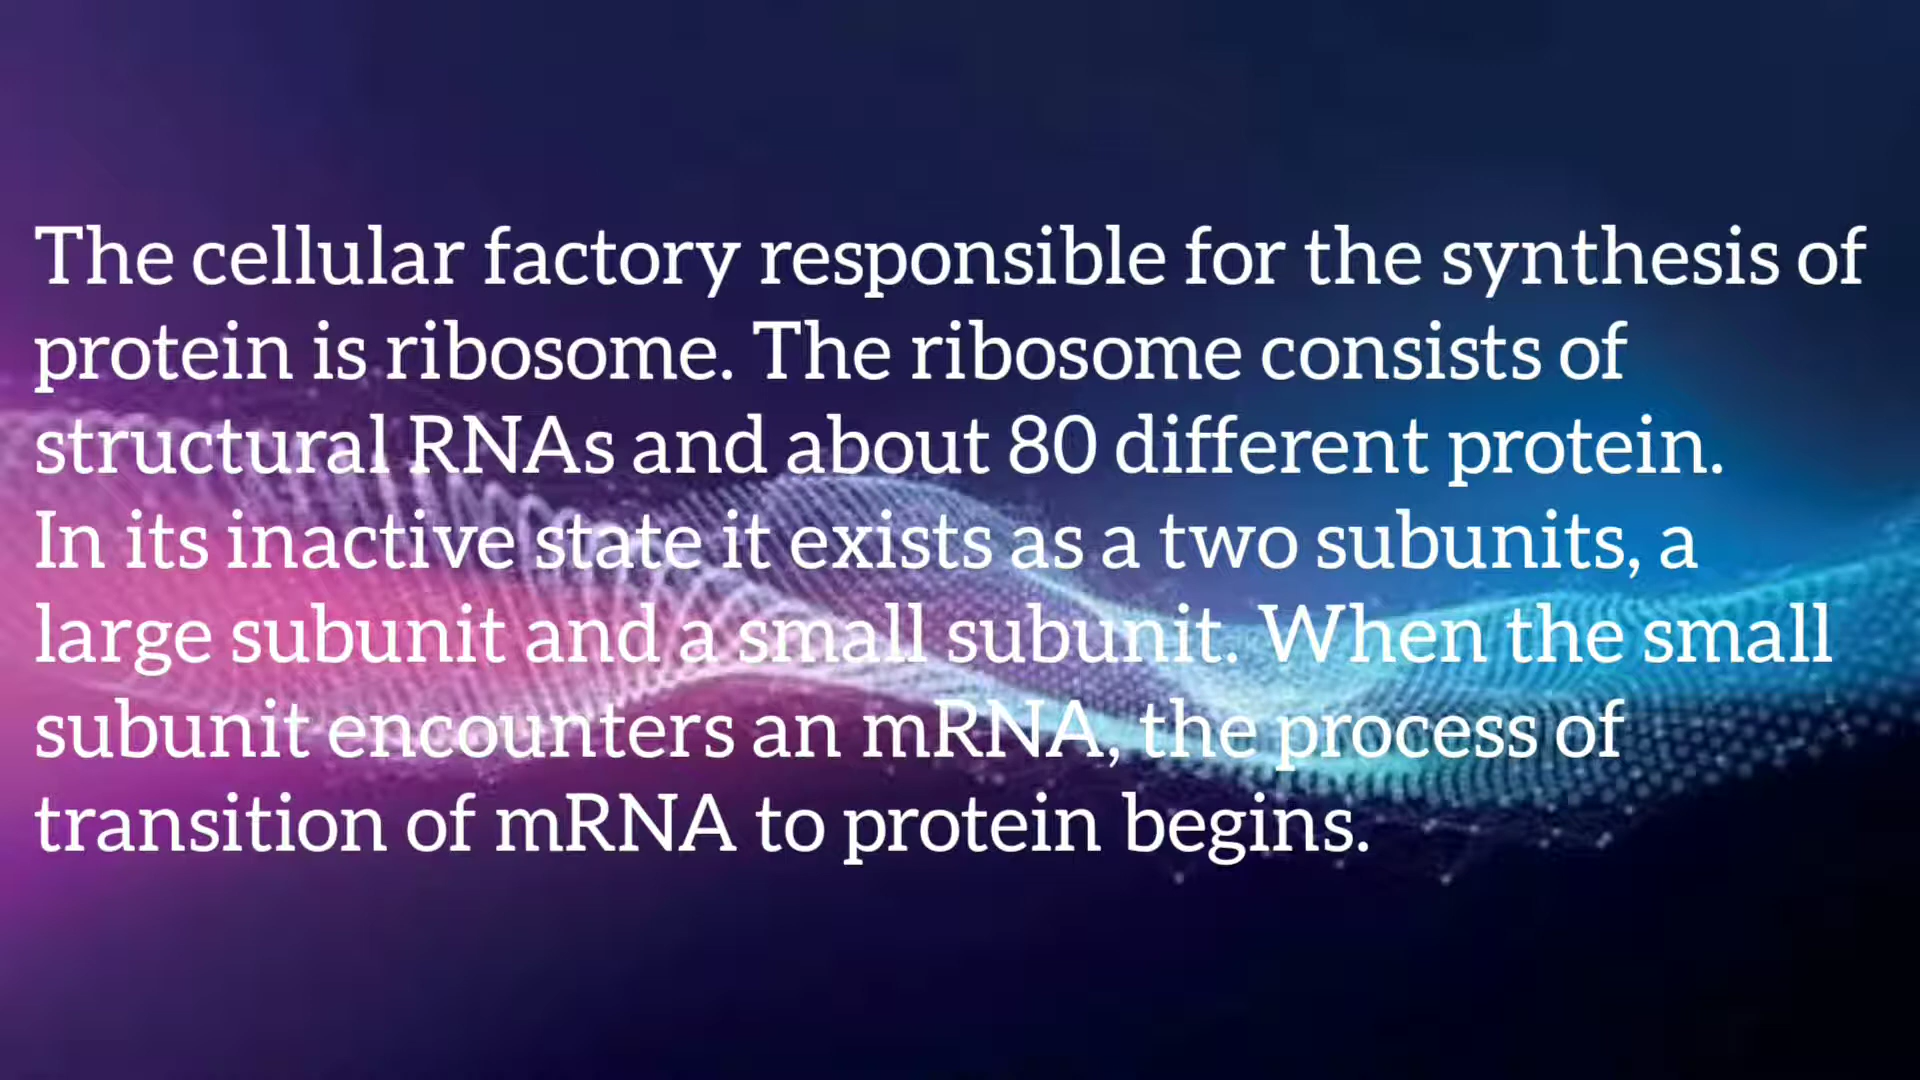 The cellular factory responsible for the synthesis of
protein is ribosome. The ribosome consists of
structural RNAs and about 80 different protein.
In its inactive state it exists as a two subunits, a
large subunit and a small subunit. When the small
subunit encounters an mRNA, the process of
transition of mRNA to protein begins.